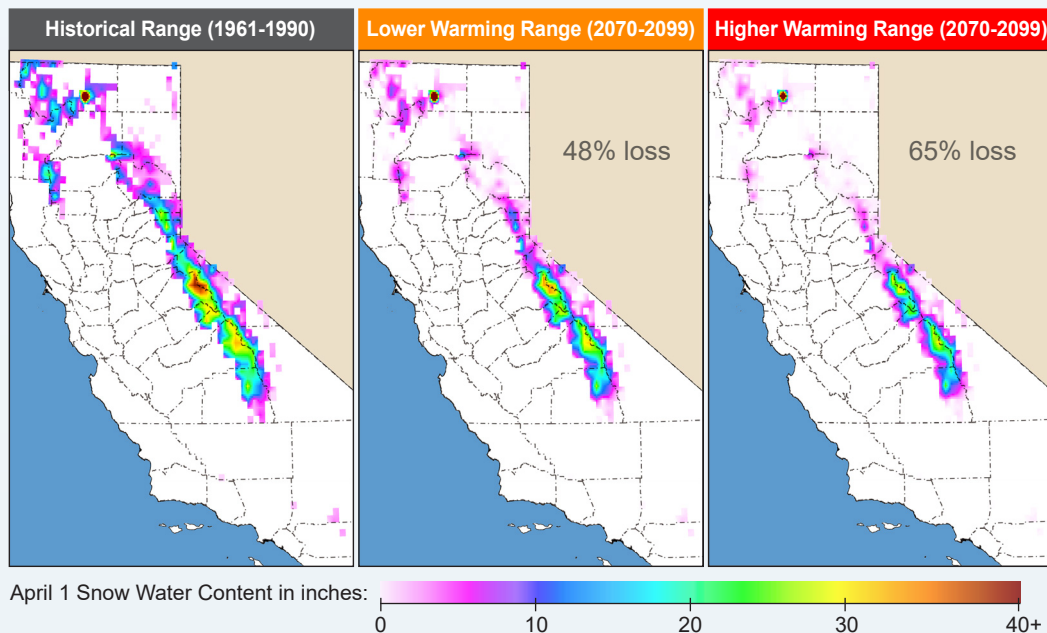 Historical Range (1961-1990)
Lower Warming Range (2070-2099)
Higher Warming Range (2070-2099)
48% loss
65% loss
April 1 Snow Water Content in inches:
0 10 20 30 40+